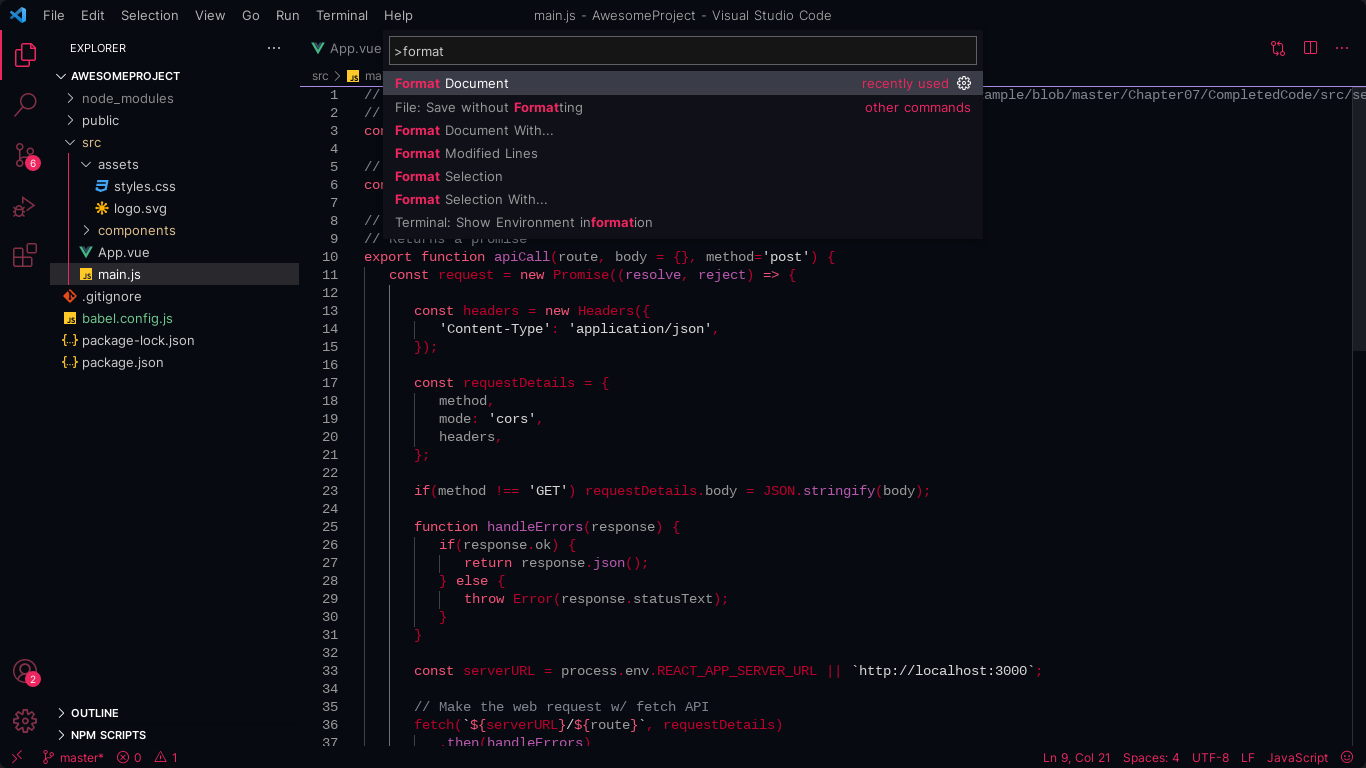 File Edit Selection View Go Run Terminal Help main.js - AwesomeProject - Visual Studio Code
EXPLORER
App.vue
>format
AWESOMEPROJECT
node_modules
public
src
assets
styles.css
logo.svg
components
App.vue
main.js
.gitignore
babel.config.js
package-lock.json
package.json
OUTLINE
NPM SCRIPTS
6
2
src
Format Document recently used
File: Save without Formatting other commands
Format Document With...
Format Modified Lines
Format Selection
Format Selection With...
Terminal: Show Environment information
1 // ample/blob/master/Chapter07/CompletedCode/src/se
2 //
3 con
4
5 //
6 con
7
8 //
9 // Returns a promise
10 export function apiCall(route, body = {}, method='post') {
11 const request = new Promise((resolve, reject) => {
12
13 const headers = new Headers({
14 'Content-Type': 'application/json',
15 });
16
17 const requestDetails = {
18 method,
19 mode: 'cors',
20 headers,
21 };
22
23 if(method !== 'GET') requestDetails.body = JSON.stringify(body);
24
25 function handleErrors(response) {
26 if(response.ok) {
27 return response.json();
28 } else {
29 throw Error(response.statusText);
30 }
31 }
32
33 const serverURL = process.env.REACT_APP_SERVER_URL || `http://localhost:3000`;
34
35 // Make the web request w/ fetch API
36 fetch(`${serverURL}/${route}`, requestDetails)
37 .then(handleErrors)
master* 0 1 Ln 9, Col 21 Spaces: 4 UTF-8 LF JavaScript